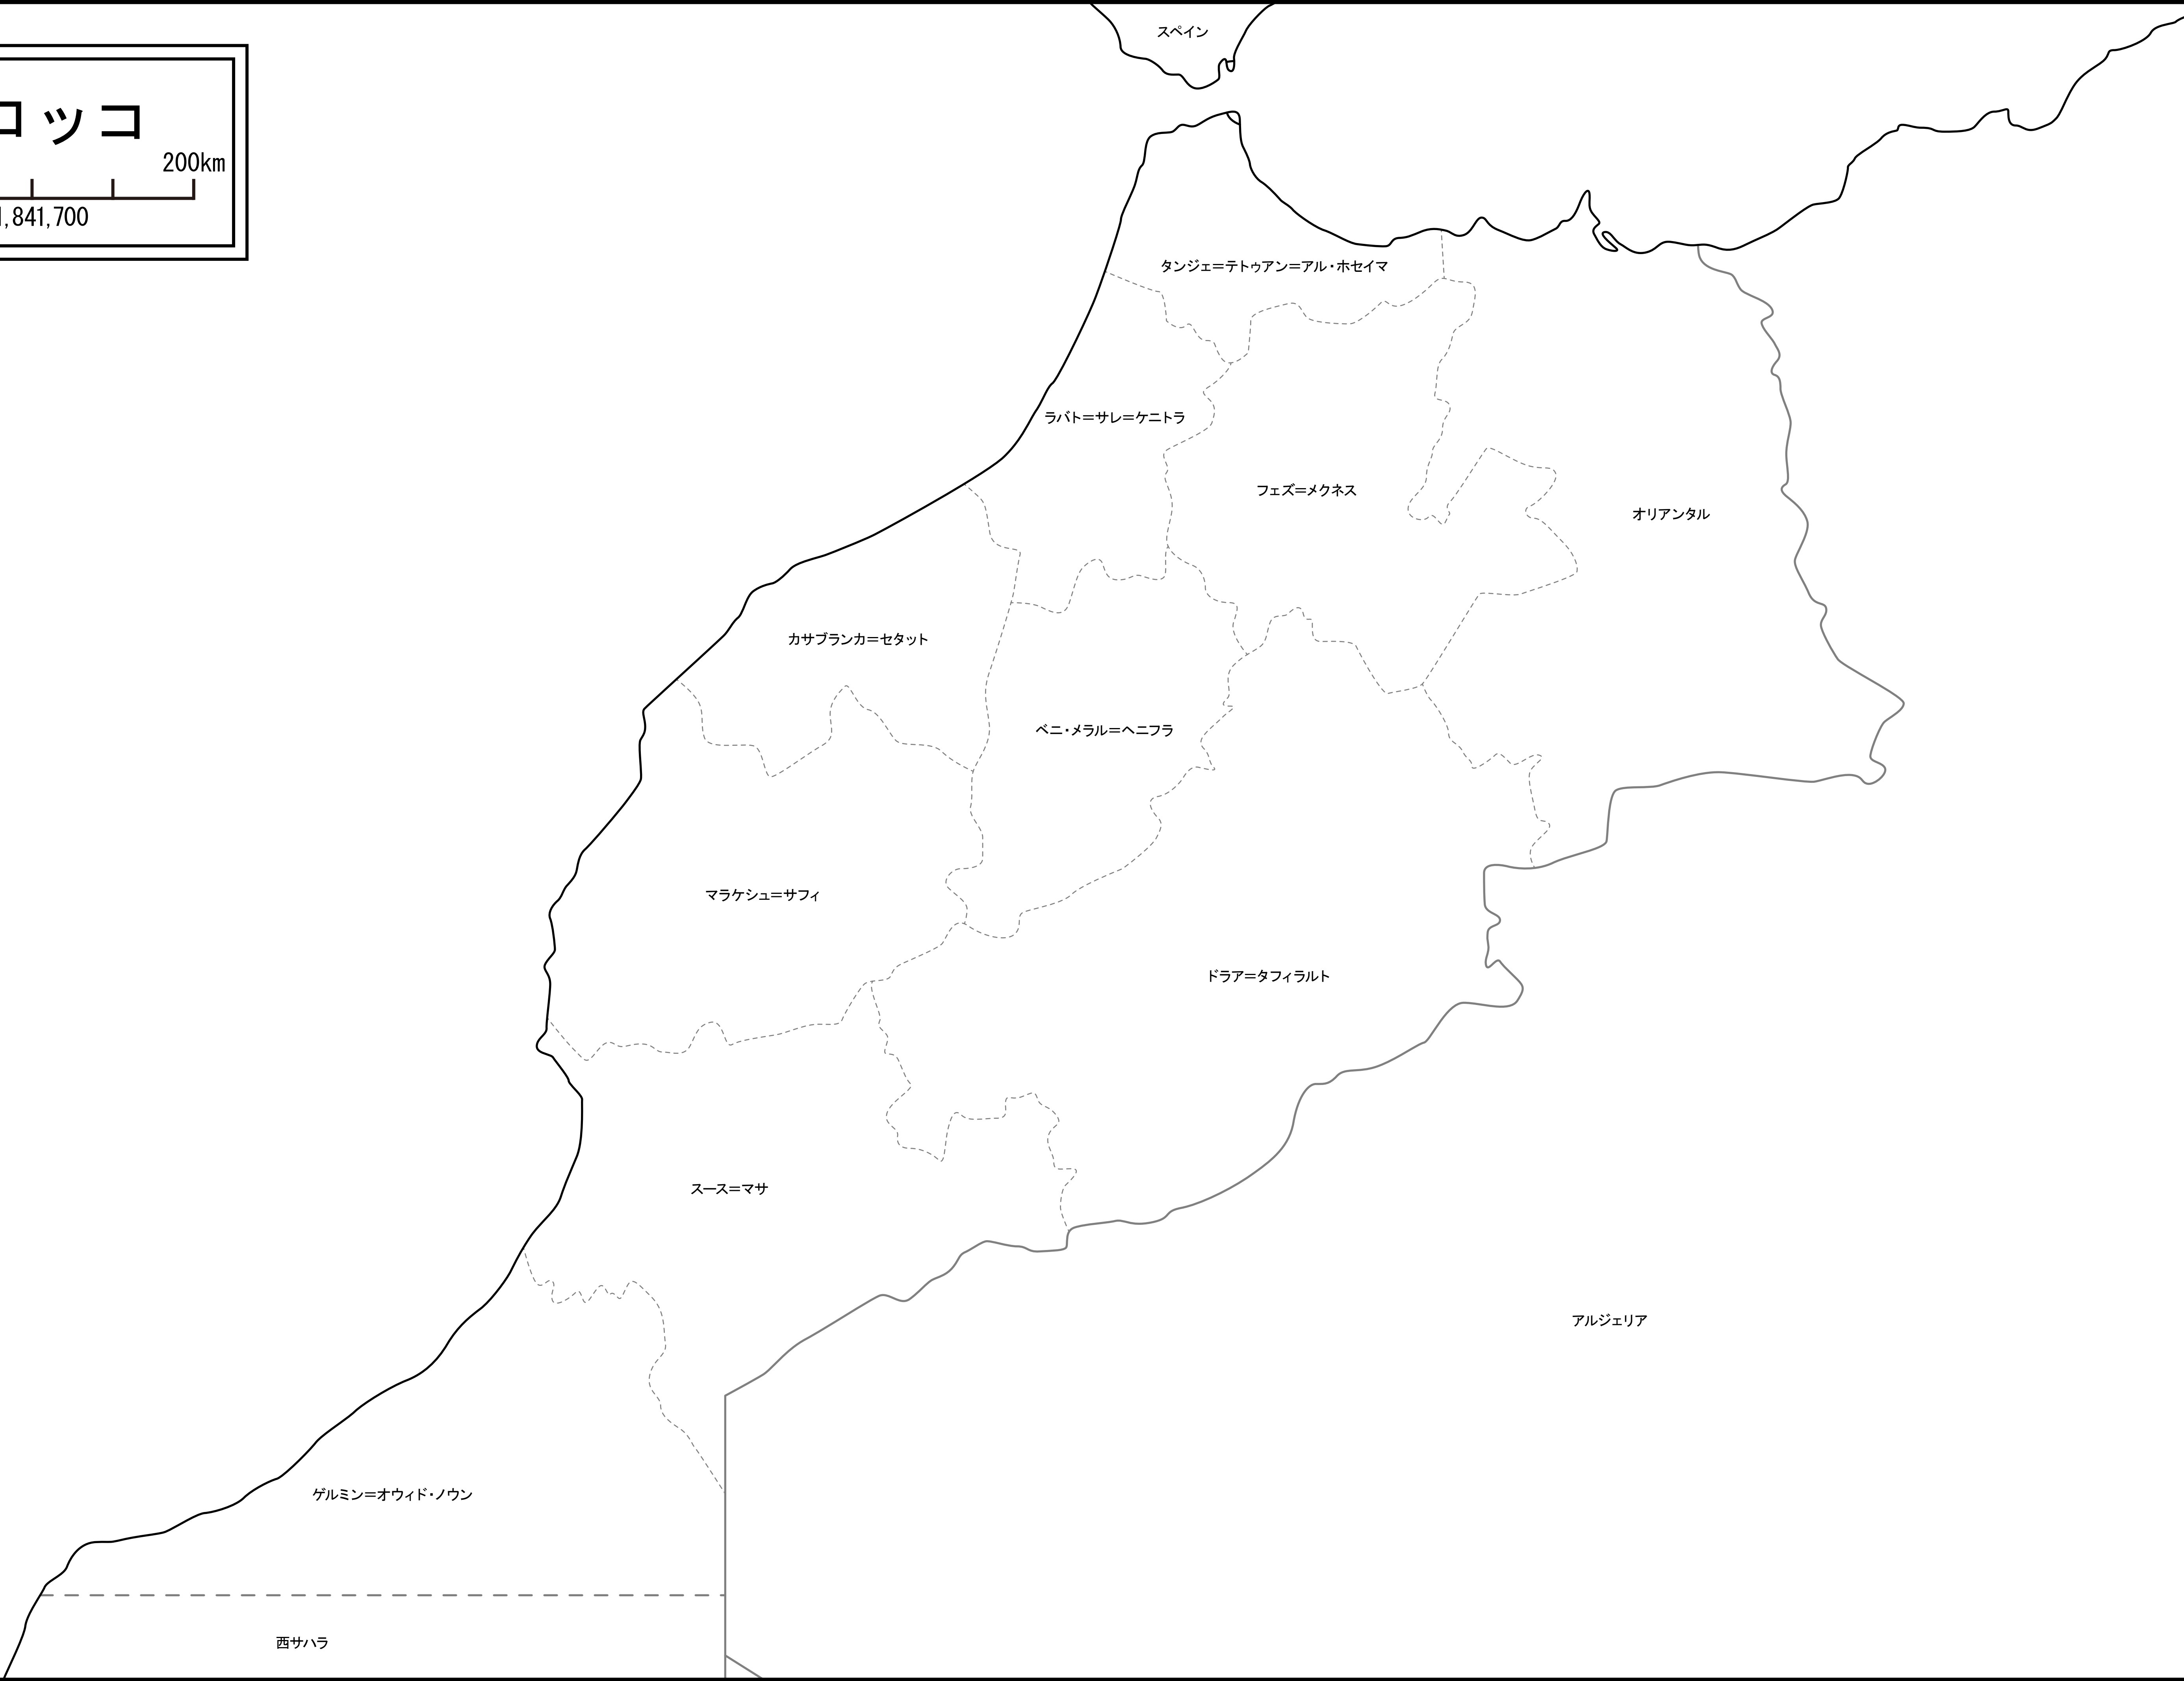 スペイン
ロッコ
200km
,841,700
タンジェ=テトゥアン=アル・ホセイマ
ラバト=サレ=ケニトラ
フェズ=メクネス
オリアンタル
カサブランカ=セタット
ベニ・メラル=ヘニフラ
マラケシュ=サフィ
ドラア=タフィラルト
スース=マサ
アルジェリア
ゲルミン=オウィド・ノウン
西サハラ